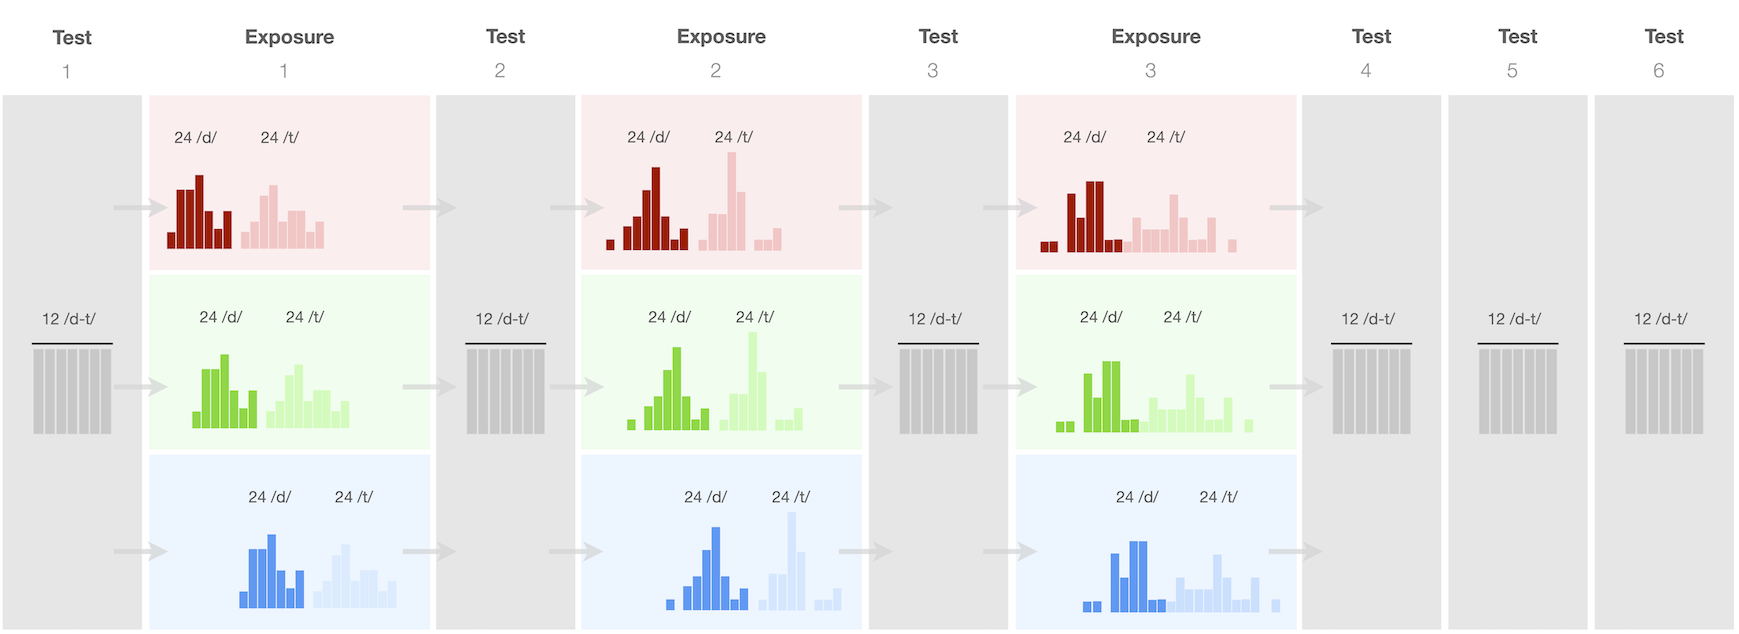 Test Exposure Test Exposure Test Exposure Test Test Test
1 1 2 2 3 3 4 5 6
24 /d/ 24 /t/ 24 /d/ 24 /t/ 24 /d/ 24 /t/
12 /d-t/ 24 /d/ 24 /t/ 12 /d-t/ 24 /d/ 24 /t/ 12 /d-t/ 24 /d/ 24 /t/ 12 /d-t/ 12 /d-t/ 12 /d-t/
24 /d/ 24 /t/ 24 /d/ 24 /t/ 24 /d/ 24 /t/